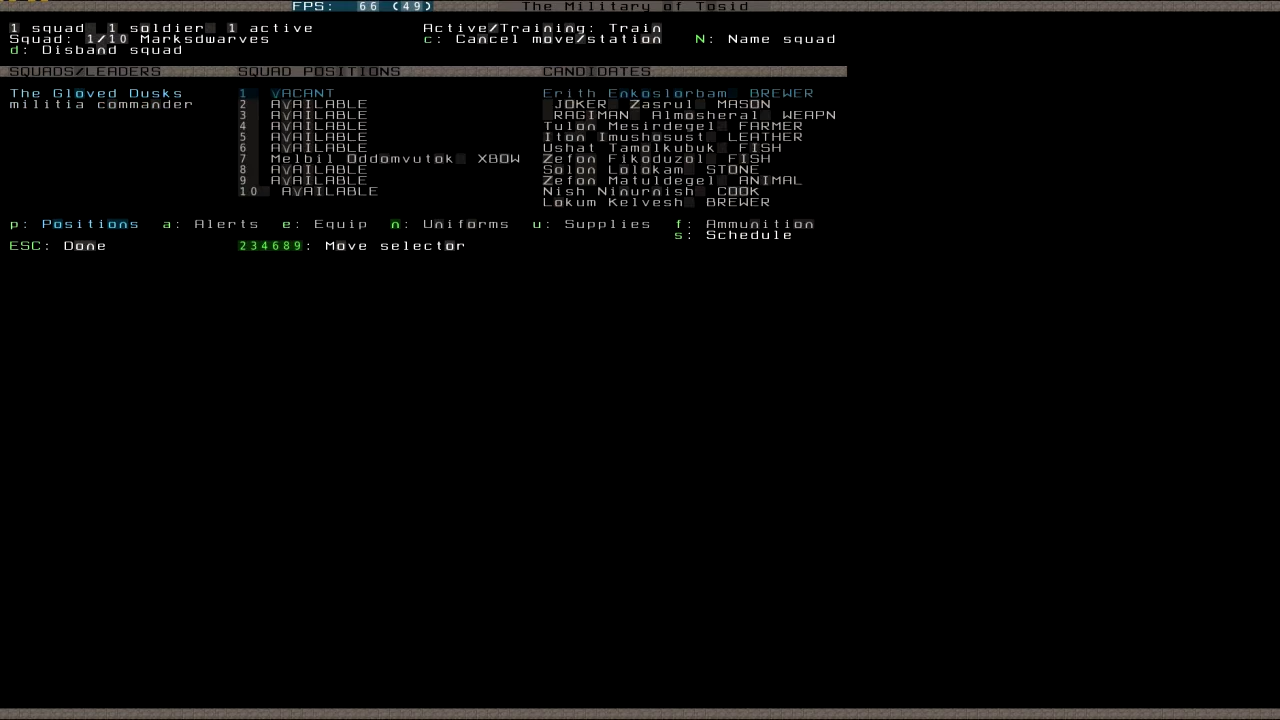 FPS: 66 (49) The Military of Tosid
1 squad 1 soldier 1 active Active/Training: Train
Squad: 1/10 Marksdwarves c: Cancel move/station N: Name squad
d: Disband squad
SQUADS/LEADERS SQUAD POSITIONS CANDIDATES
The Gloved Dusks 1 VACANT Erith Enkoslorbam BREWER
militia commander 2 AVAILABLE JOKER Zasrul MASON
3 AVAILABLE RAGIMAN Almosheral WEAPN
4 AVAILABLE Tulon Mesirdegel FARMER
5 AVAILABLE Iton Imushosust LEATHER
6 AVAILABLE Ushat Tamolkubuk FISH
7 Melbil Oddomvutok XBOW Zefon Fikoduzol FISH
8 AVAILABLE Solon Lolokam STONE
9 AVAILABLE Zefon Matuldegel ANIMAL
10 AVAILABLE Nish Ninurnish COOK
Lokum Kelvesh BREWER
p: Positions a: Alerts e: Equip n: Uniforms u: Supplies f: Ammunition
s: Schedule
ESC: Done 234689: Move selector